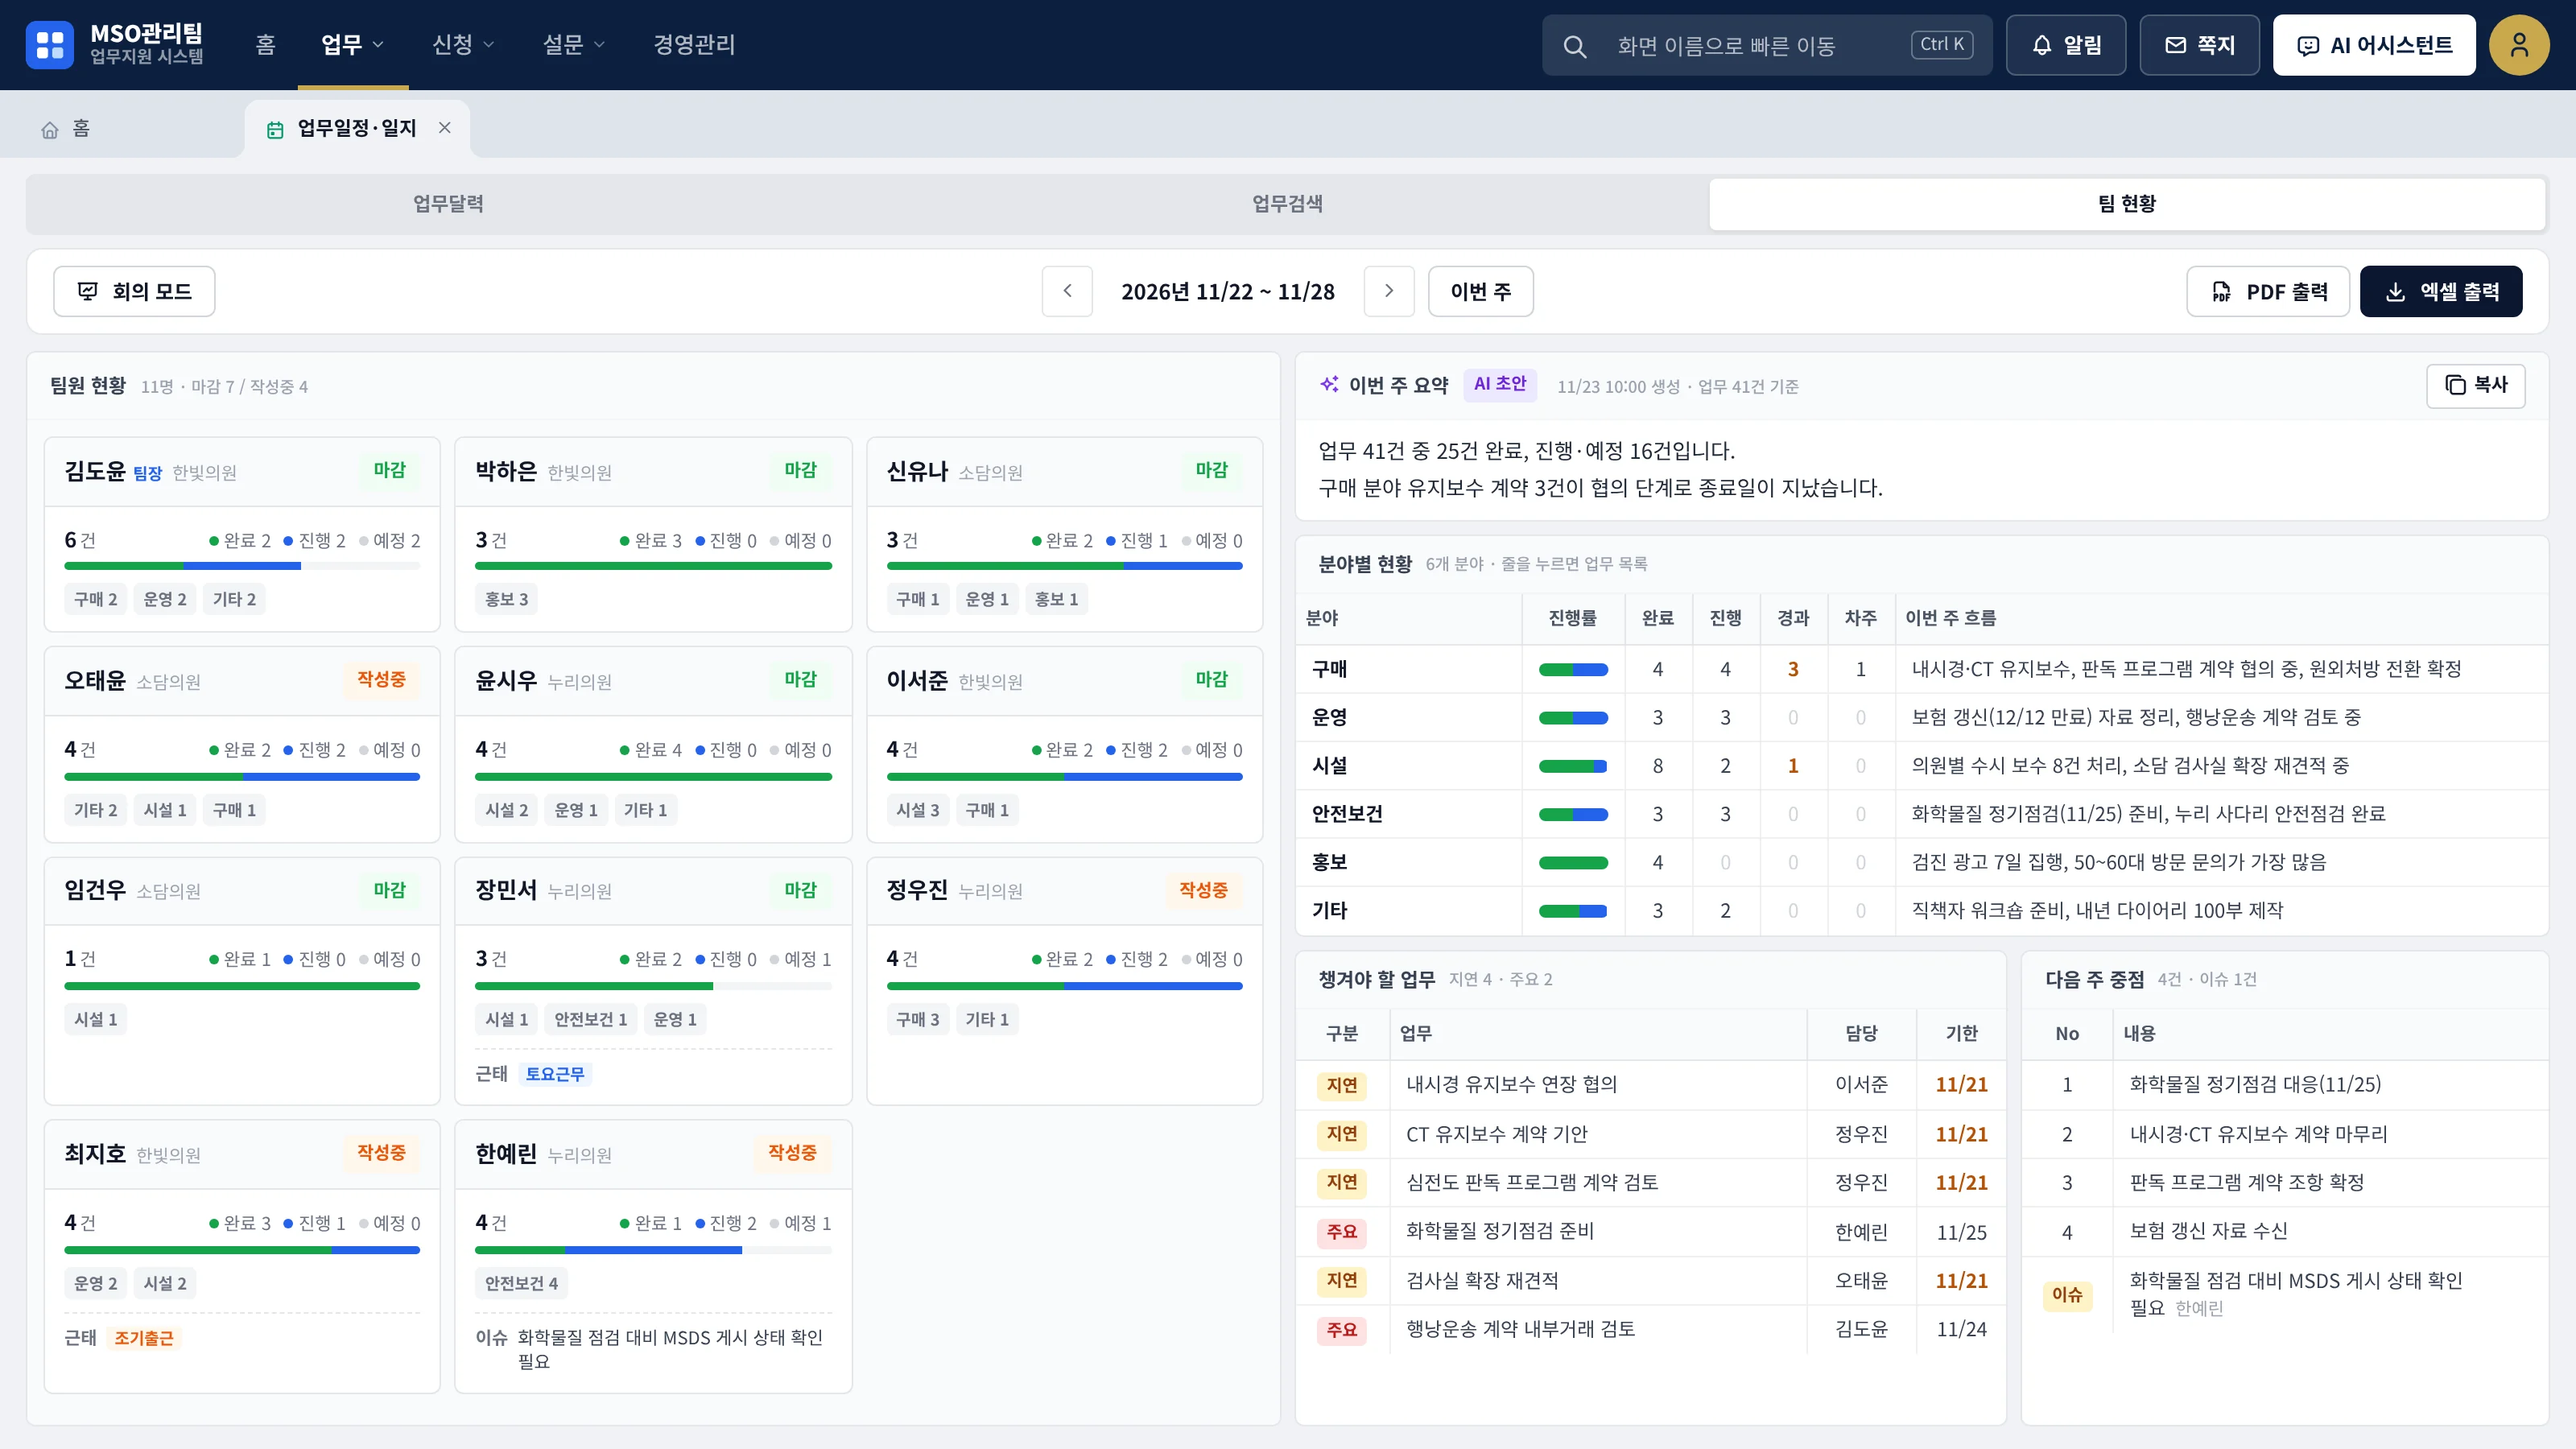 MSO관리팀
업무지원 시스템
홈
업무
신청
설문
경영관리
화면 이름으로 빠른 이동
Ctrl K
알림
쪽지
AI 어시스턴트
홈
업무일정·일지
업무달력
업무검색
팀 현황
회의 모드
2026년 11/22 ~ 11/28
이번 주
PDF 출력
엑셀 출력
팀원 현황 11명 · 마감 7 / 작성중 4
김도윤 팀장 한빛의원 마감
6건 완료 2 진행 2 예정 2
구매 2 운영 2 기타 2
박하은 한빛의원 마감
3건 완료 3 진행 0 예정 0
홍보 3
신유나 소담의원 마감
3건 완료 2 진행 1 예정 0
구매 1 운영 1 홍보 1
오태윤 소담의원 작성중
4건 완료 2 진행 2 예정 0
기타 2 시설 1 구매 1
윤시우 누리의원 마감
4건 완료 4 진행 0 예정 0
시설 2 운영 1 기타 1
이서준 한빛의원 마감
4건 완료 2 진행 2 예정 0
시설 3 구매 1
임건우 소담의원 마감
1건 완료 1 진행 0 예정 0
시설 1
장민서 누리의원 마감
3건 완료 2 진행 0 예정 1
시설 1 안전보건 1 운영 1
근태 토요근무
정우진 누리의원 작성중
4건 완료 2 진행 2 예정 0
구매 3 기타 1
최지호 한빛의원 작성중
4건 완료 3 진행 1 예정 0
운영 2 시설 2
근태 조기출근
한예린 누리의원 작성중
4건 완료 1 진행 2 예정 1
안전보건 4
이슈 화학물질 점검 대비 MSDS 게시 상태 확인
필요
이번 주 요약 AI 초안 11/23 10:00 생성 · 업무 41건 기준
복사
업무 41건 중 25건 완료, 진행·예정 16건입니다.
구매 분야 유지보수 계약 3건이 협의 단계로 종료일이 지났습니다.
분야별 현황 6개 분야 · 줄을 누르면 업무 목록
분야 진행률 완료 진행 경과 차주 이번 주 흐름
구매 4 4 3 1 내시경·CT 유지보수, 판독 프로그램 계약 협의 중, 원외처방 전환 확정
운영 3 3 0 0 보험 갱신(12/12 만료) 자료 정리, 행낭운송 계약 검토 중
시설 8 2 1 0 의원별 수시 보수 8건 처리, 소담 검사실 확장 재견적 중
안전보건 3 3 0 0 화학물질 정기점검(11/25) 준비, 누리 사다리 안전점검 완료
홍보 4 0 0 0 검진 광고 7일 집행, 50~60대 방문 문의가 가장 많음
기타 3 2 0 0 직책자 워크숍 준비, 내년 다이어리 100부 제작
챙겨야 할 업무 지연 4 · 주요 2
구분 업무 담당 기한
지연 내시경 유지보수 연장 협의 이서준 11/21
지연 CT 유지보수 계약 기안 정우진 11/21
지연 심전도 판독 프로그램 계약 검토 정우진 11/21
주요 화학물질 정기점검 준비 한예린 11/25
지연 검사실 확장 재견적 오태윤 11/21
주요 행낭운송 계약 내부거래 검토 김도윤 11/24
다음 주 중점 4건 · 이슈 1건
No 내용
1 화학물질 정기점검 대응(11/25)
2 내시경·CT 유지보수 계약 마무리
3 판독 프로그램 계약 조항 확정
4 보험 갱신 자료 수신
이슈 화학물질 점검 대비 MSDS 게시 상태 확인
필요 한예린